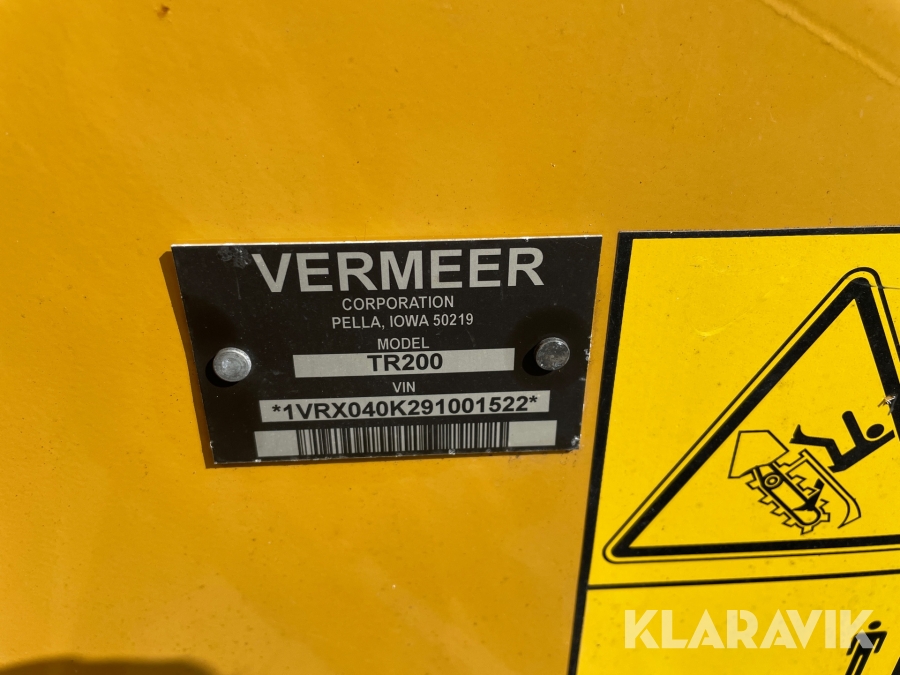 VERMEER
CORPORATION
PELLA, IOWA 50219
MODEL
TR200
VIN
*1VRX040K291001522*
KLARAVIK